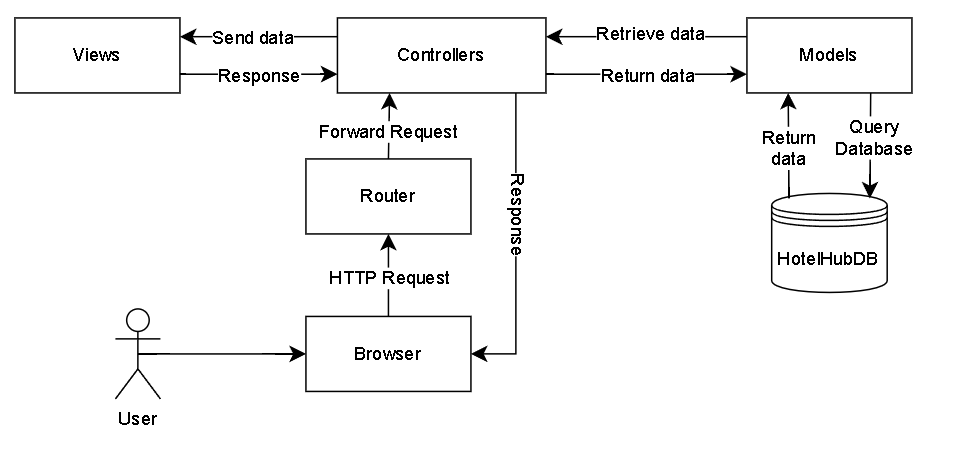 Views
Send data
Response
Controllers
Retrieve data
Return data
Models
Forward Request
Return
data
Query
Database
Router
Response
HTTP Request
HotelHubDB
Browser
User